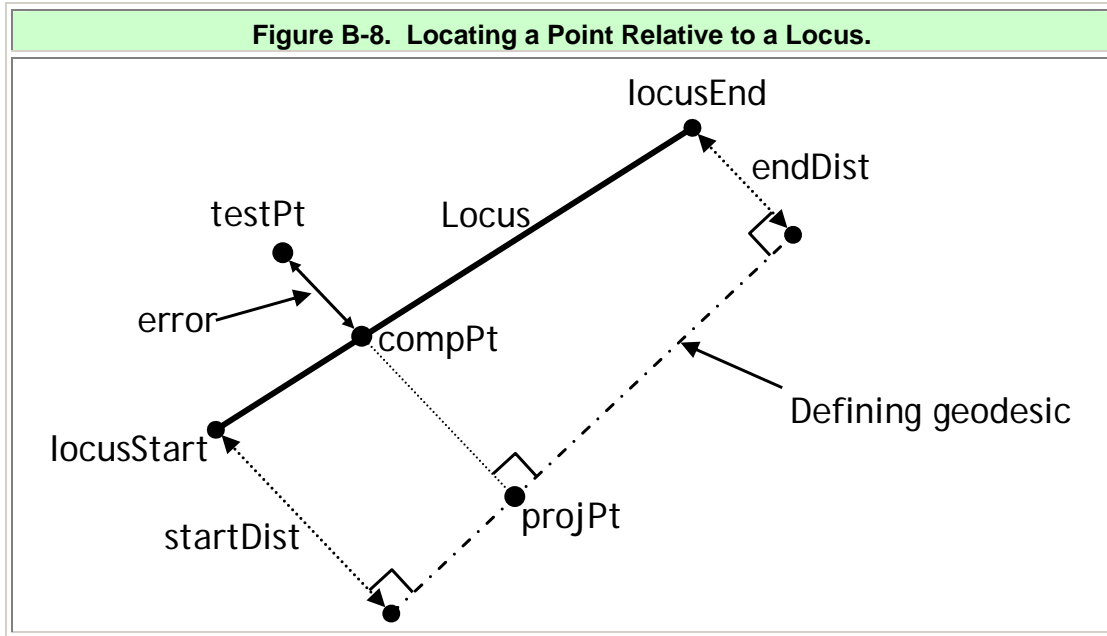 Figure B-8. Locating a Point Relative to a Locus.
locusEnd
endDist
testPt
Locus
error
compPt
Defining geodesic
locusStart
projPt
startDist